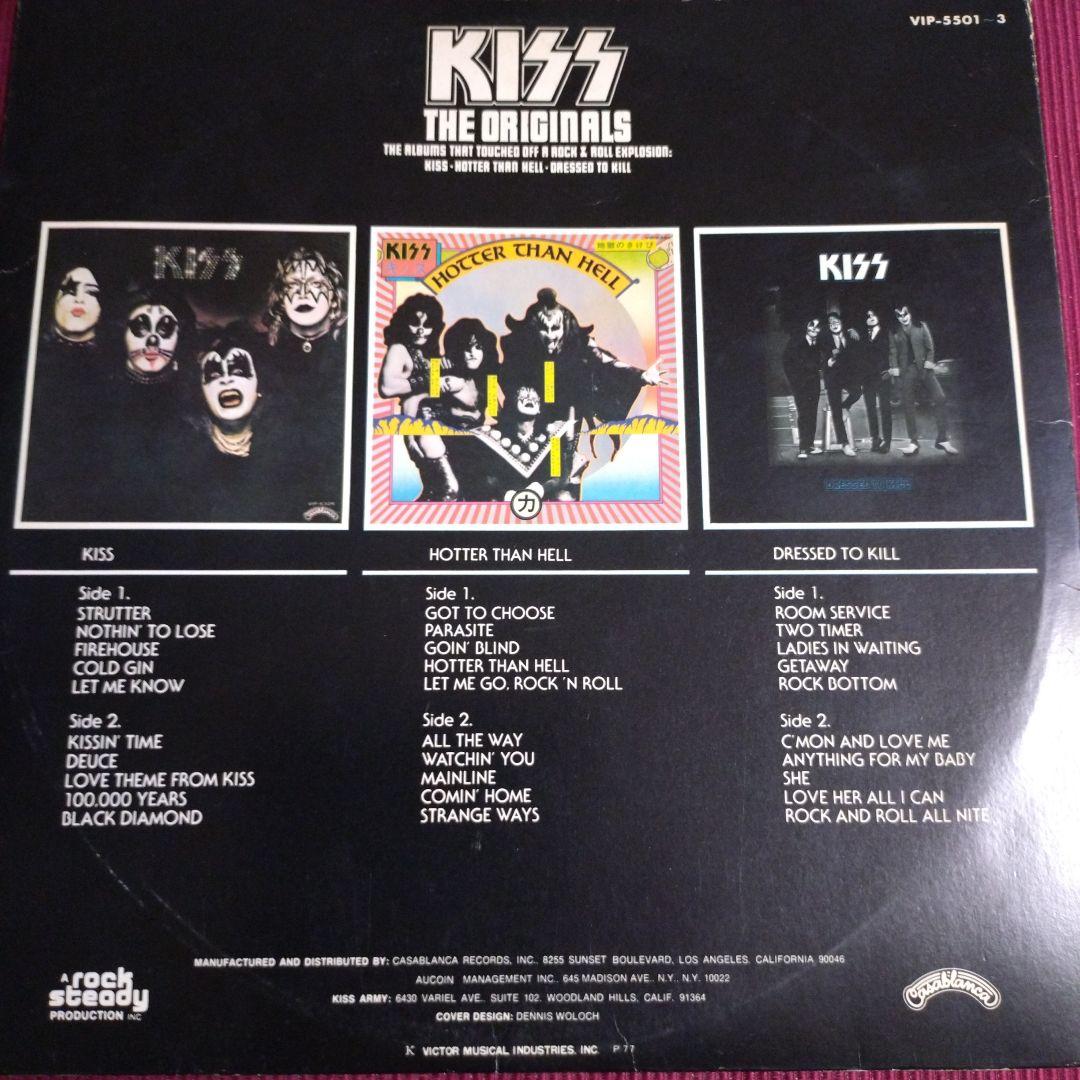 VIP-5501~3
KISS
THE ORIGINALS
THE ALBUMS THAT TOUCHED OFF A ROCK & ROLL EXPLOSION:
KISS · HOTTER THAN HELL · DRESSED TO KILL
KISS
KISS
キッス
HOTTER THAN HELL
地獄のさけび
力
KISS
DRESSED TO KILL
Casablanca
KISS
Side 1.
STRUTTER
NOTHIN' TO LOSE
FIREHOUSE
COLD GIN
LET ME KNOW
Side 2.
KISSIN' TIME
DEUCE
LOVE THEME FROM KISS
100.000 YEARS
BLACK DIAMOND
HOTTER THAN HELL
Side 1.
GOT TO CHOOSE
PARASITE
GOIN' BLIND
HOTTER THAN HELL
LET ME GO, ROCK 'N ROLL
Side 2.
ALL THE WAY
WATCHIN' YOU
MAINLINE
COMIN' HOME
STRANGE WAYS
DRESSED TO KILL
Side 1.
ROOM SERVICE
TWO TIMER
LADIES IN WAITING
GETAWAY
ROCK BOTTOM
Side 2.
C'MON AND LOVE ME
ANYTHING FOR MY BABY
SHE
LOVE HER ALL I CAN
ROCK AND ROLL ALL NITE
A rock
steady
PRODUCTION INC
MANUFACTURED AND DISTRIBUTED BY: CASABLANCA RECORDS, INC., 8255 SUNSET BOULEVARD, LOS ANGELES, CALIFORNIA 90046
AUCOIN MANAGEMENT INC., 645 MADISON AVE., N.Y., N.Y. 10022
KISS ARMY: 6430 VARIEL AVE., SUITE 102, WOODLAND HILLS, CALIF. 91364
COVER DESIGN: DENNIS WOLOCH
K VICTOR MUSICAL INDUSTRIES, INC. P 77
Casablanca